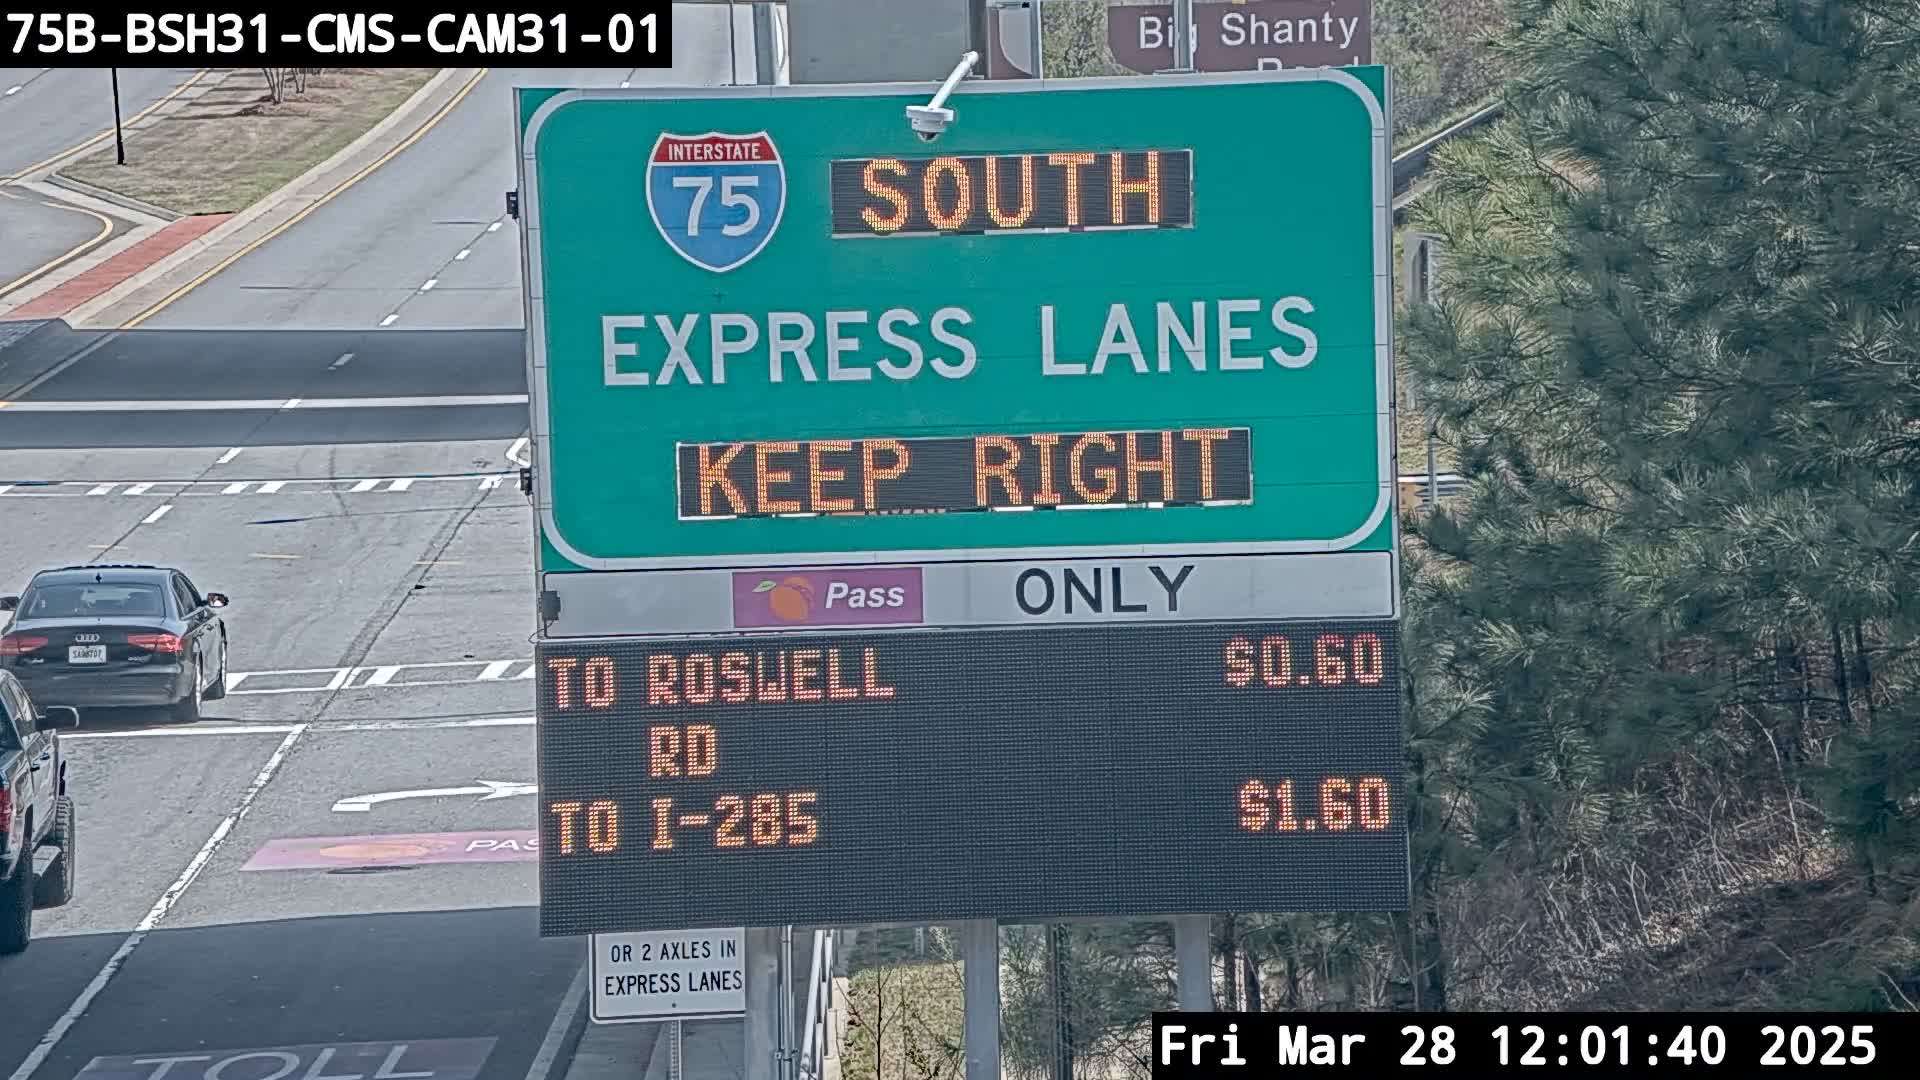 75B-BSH31-CMS-CAM31-01
Big Shanty
Road
INTERSTATE
75
SOUTH
EXPRESS LANES
KEEP RIGHT
Pass ONLY
TO ROSWELL $0.60
RD
TO I-285 $1.60
PAS
OR 2 AXLES IN
EXPRESS LANES
TOLL
Fri Mar 28 12:01:40 2025